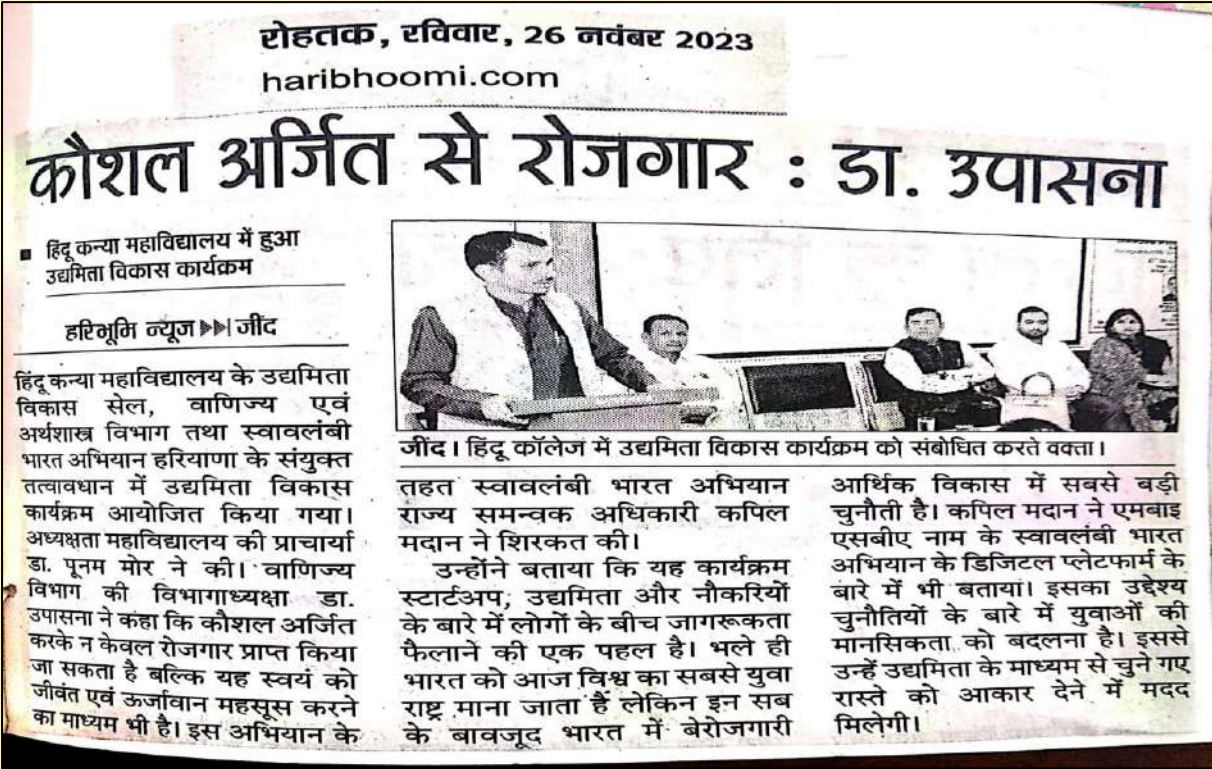 रोहतक, रविवार, 26 नवंबर 2023
haribhoomi.com
कौशल अर्जित से रोजगार : डा. उपासना
▪ हिंदू कन्या महाविद्यालय में हुआ
उद्यमिता विकास कार्यक्रम
हरिभूमि न्यूज ▶▶| जींद
हिंदू कन्या महाविद्यालय के उद्यमिता
विकास सेल, वाणिज्य एवं
अर्थशास्त्र विभाग तथा स्वावलंबी
भारत अभियान हरियाणा के संयुक्त
तत्वावधान में उद्यमिता विकास
कार्यक्रम आयोजित किया गया।
अध्यक्षता महाविद्यालय की प्राचार्या
डा. पूनम मोर ने की। वाणिज्य
विभाग की विभागाध्यक्षा डा.
उपासना ने कहा कि कौशल अर्जित
करके न केवल रोजगार प्राप्त किया
जा सकता है बल्कि यह स्वयं को
जीवंत एवं ऊर्जावान महसूस करने
का माध्यम भी है। इस अभियान के
जींद। हिंदू कॉलेज में उद्यमिता विकास कार्यक्रम को संबोधित करते वक्ता।
तहत स्वावलंबी भारत अभियान
राज्य समन्वक अधिकारी कपिल
मदान ने शिरकत की।
उन्होंने बताया कि यह कार्यक्रम
स्टार्टअप, उद्यमिता और नौकरियों
के बारे में लोगों के बीच जागरूकता
फैलाने की एक पहल है। भले ही
भारत को आज विश्व का सबसे युवा
राष्ट्र माना जाता है लेकिन इन सब
के बावजूद भारत में बेरोजगारी
आर्थिक विकास में सबसे बड़ी
चुनौती है। कपिल मदान ने एमबाइ
एसबीए नाम के स्वावलंबी भारत
अभियान के डिजिटल प्लेटफार्म के
बारे में भी बताया। इसका उद्देश्य
चुनौतियों के बारे में युवाओं की
मानसिकता को बदलना है। इससे
उन्हें उद्यमिता के माध्यम से चुने गए
रास्ते को आकार देने में मदद
मिलेगी।